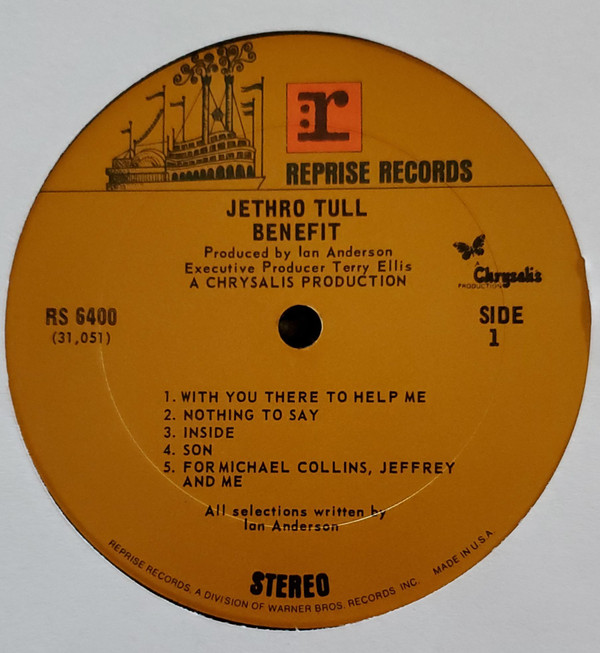 r
REPRISE RECORDS
JETHRO TULL
BENEFIT
Produced by Ian Anderson
Executive Producer Terry Ellis
A CHRYSALIS PRODUCTION
A
Chrysalis
PRODUCTION
RS 6400
(31,051)
SIDE
1
1. WITH YOU THERE TO HELP ME
2. NOTHING TO SAY
3. INSIDE
4. SON
5. FOR MICHAEL COLLINS, JEFFREY
AND ME
All selections written by
Ian Anderson
STEREO
REPRISE RECORDS, A DIVISION OF WARNER BROS. RECORDS INC. MADE IN U.S.A.